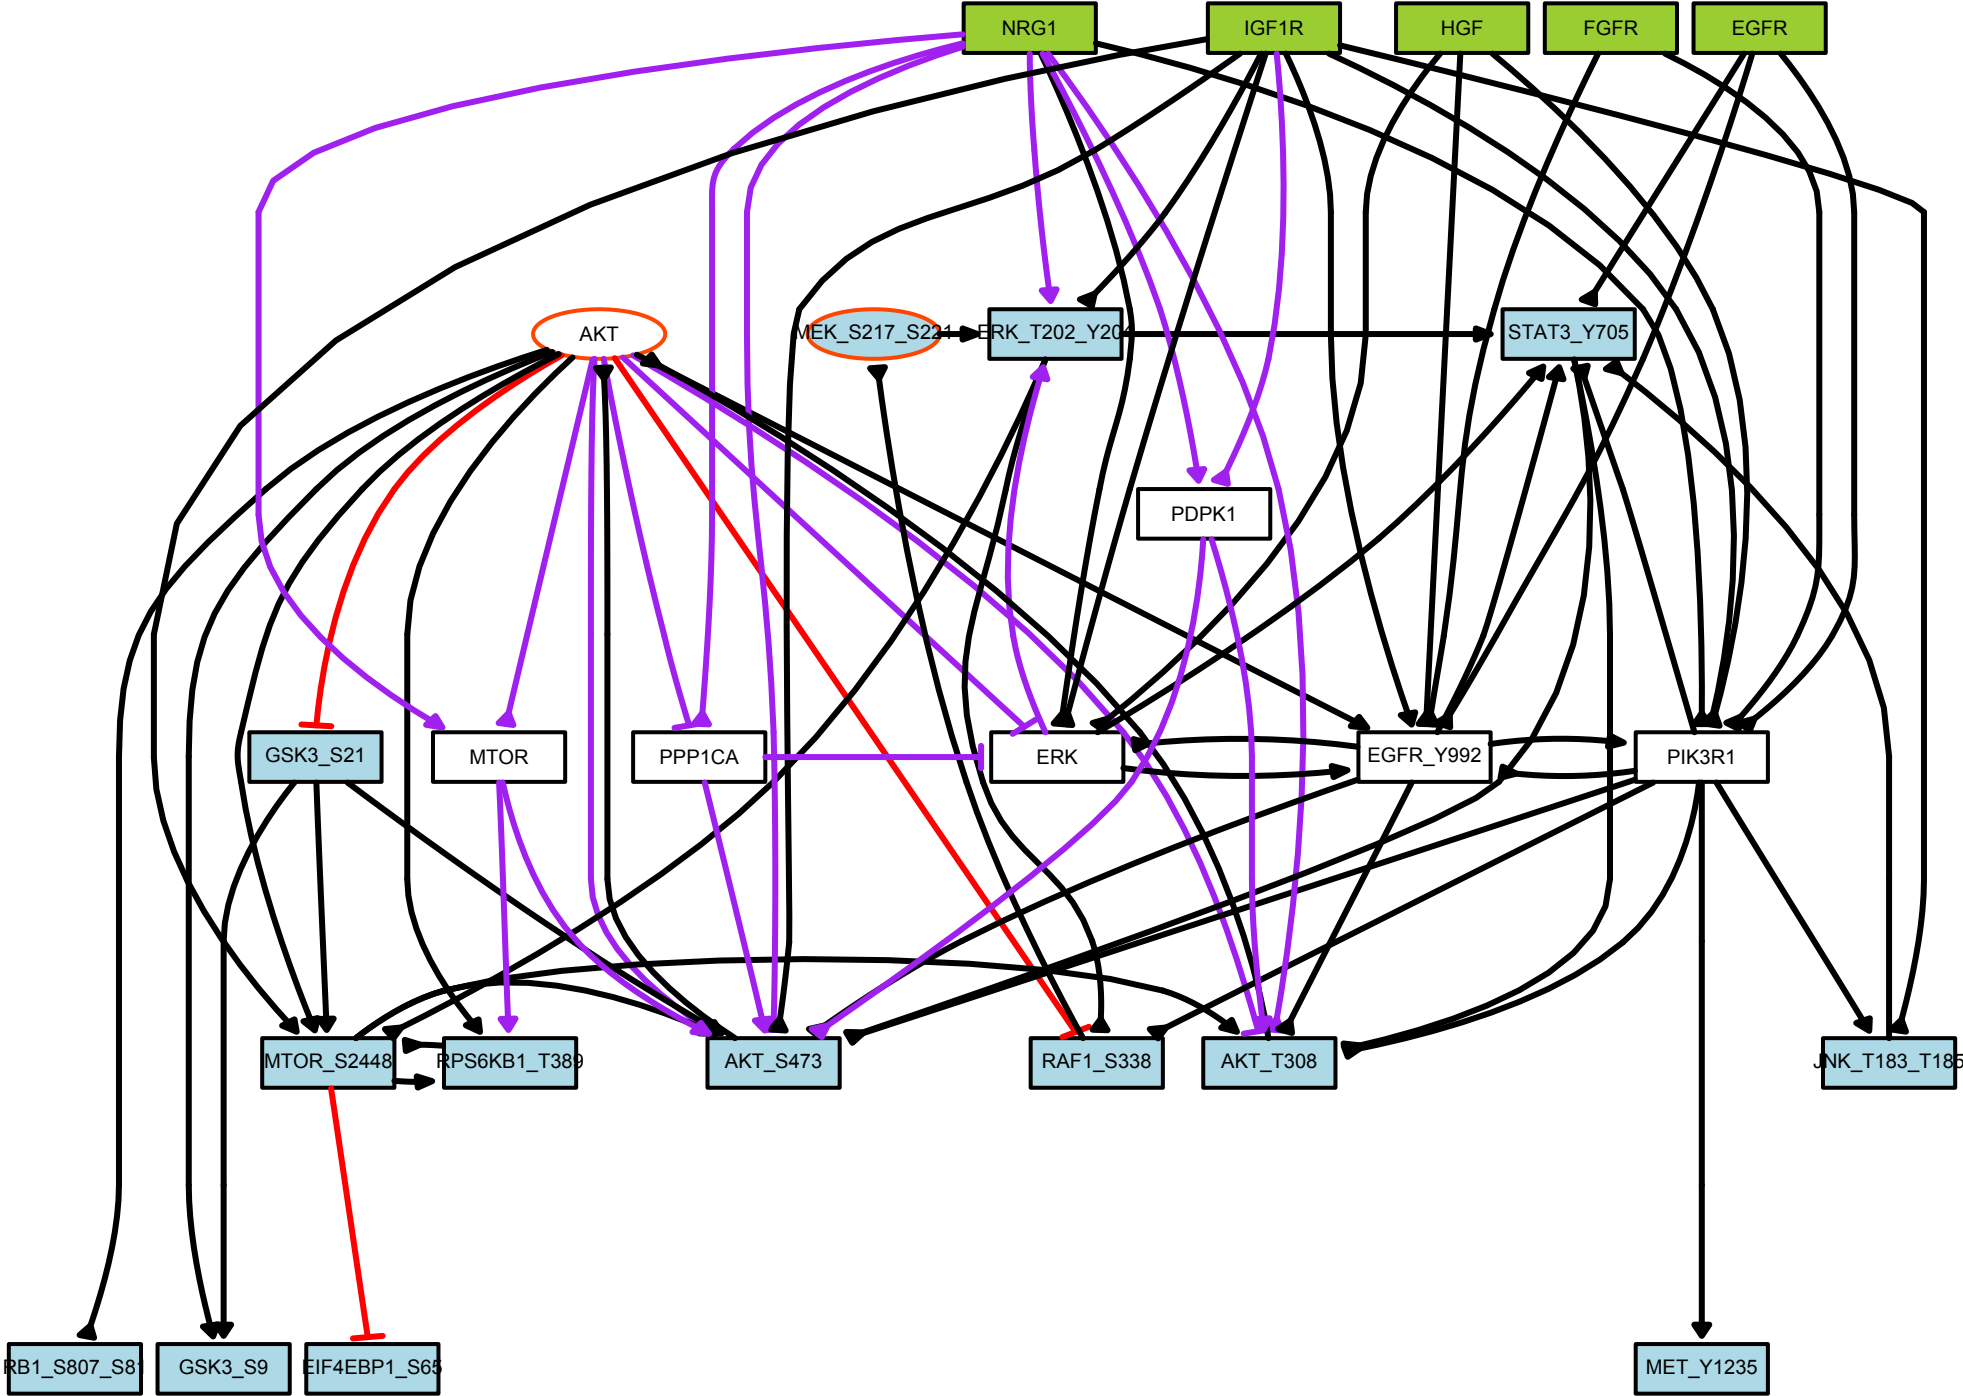 NRG1
IGF1R
HGF
FGFR
EGFR
AKT
MEK_S217_S221
ERK_T202_Y204
STAT3_Y705
PDPK1
GSK3_S21
MTOR
PPP1CA
ERK
EGFR_Y992
PIK3R1
MTOR_S2448
RPS6KB1_T389
AKT_S473
RAF1_S338
AKT_T308
JNK_T183_T185
RB1_S807_S81
GSK3_S9
EIF4EBP1_S65
MET_Y1235